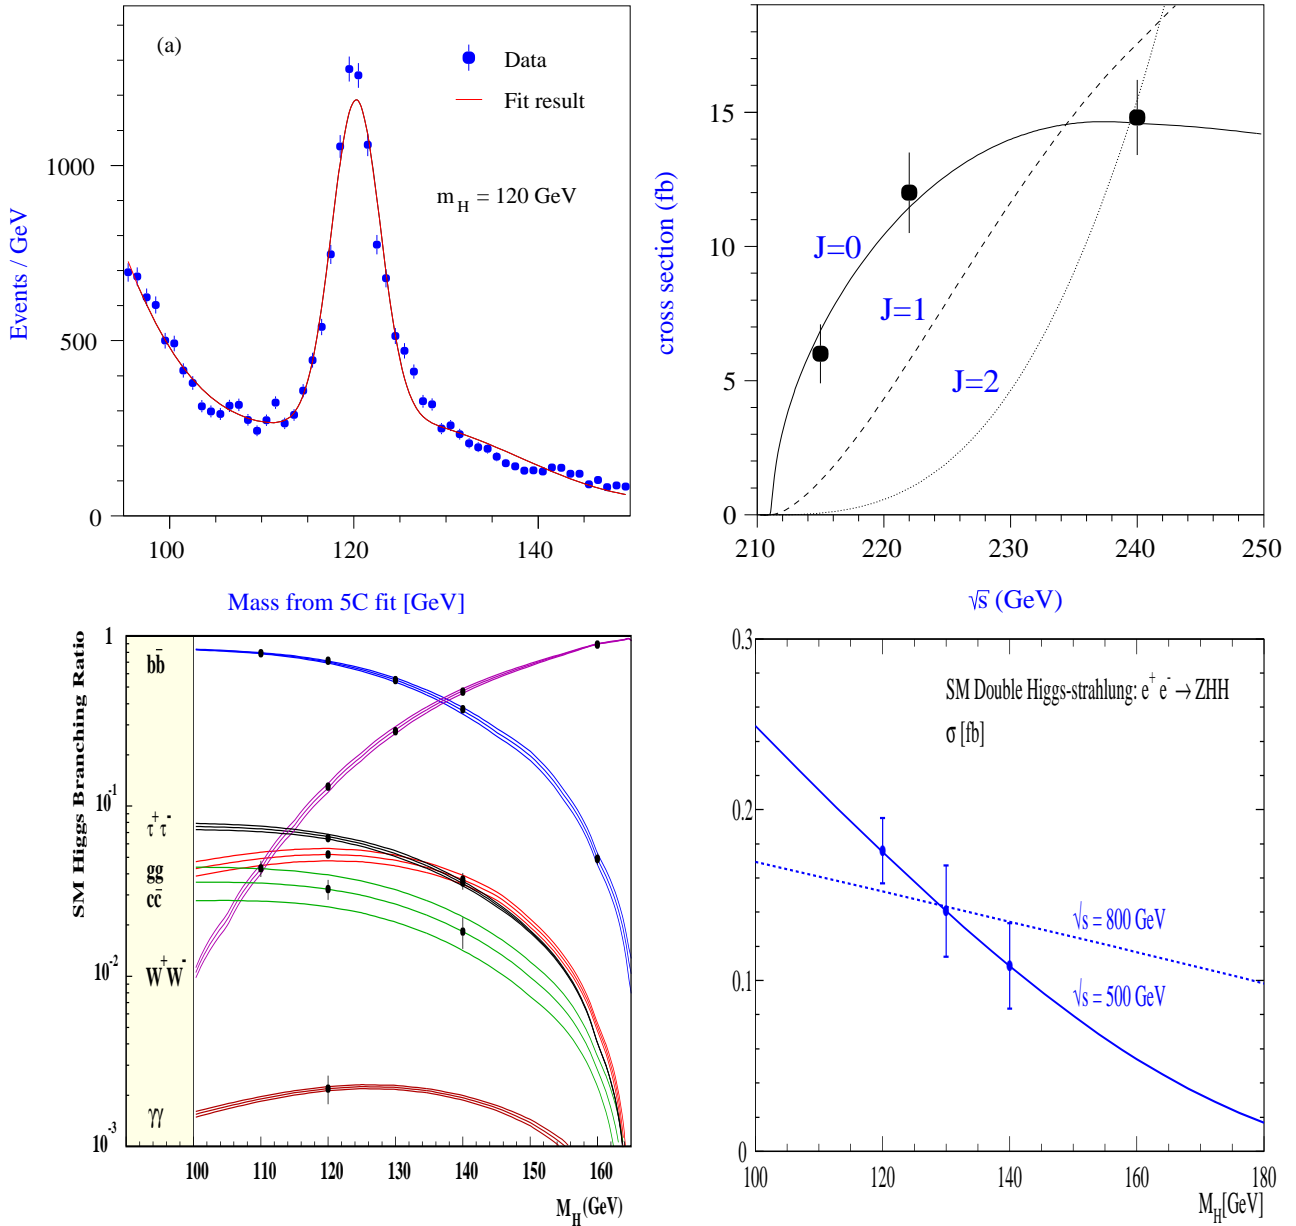 (a)
Data
Fit result
m_H = 120 GeV
Events / GeV
0
500
1000
100
120
140
Mass from 5C fit [GeV]
cross section (fb)
0
5
10
15
J=0
J=1
J=2
210
220
230
240
250
√s (GeV)
SM Higgs Branching Ratio
1
10^-1
10^-2
10^-3
bb̄
τ^+ τ^-
gg
cc̄
W^+W^-
γγ
100
110
120
130
140
150
160
M_H (GeV)
SM Double Higgs-strahlung: e^+ e^- → ZHH
σ [fb]
√s = 800 GeV
√s = 500 GeV
0
0.1
0.2
0.3
100
120
140
160
180
M_H[GeV]